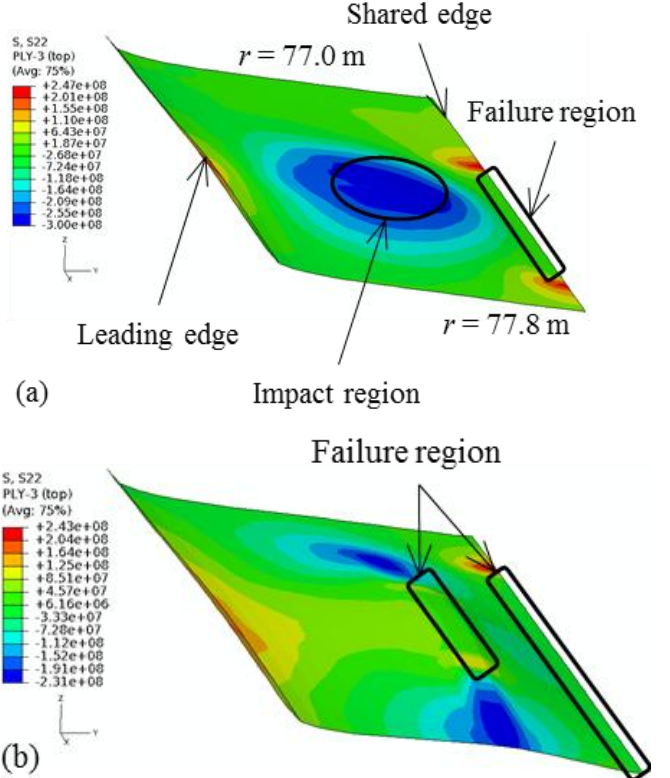 Shared edge
S, S22
PLY-3 (top)
(Avg: 75%)
+2.47e+08
+2.01e+08
+1.55e+08
+1.10e+08
+6.43e+07
+1.87e+07
-2.68e+07
-7.24e+07
-1.18e+08
-1.64e+08
-2.09e+08
-2.55e+08
-3.00e+08
r = 77.0 m
Failure region
Z
Y
X
Leading edge
r = 77.8 m
Impact region
(a)
Failure region
S, S22
PLY-3 (top)
(Avg: 75%)
+2.43e+08
+2.04e+08
+1.64e+08
+1.25e+08
+8.51e+07
+4.57e+07
+6.16e+06
-3.33e+07
-7.28e+07
-1.12e+08
-1.52e+08
-1.91e+08
-2.31e+08
Z
Y
X
(b)